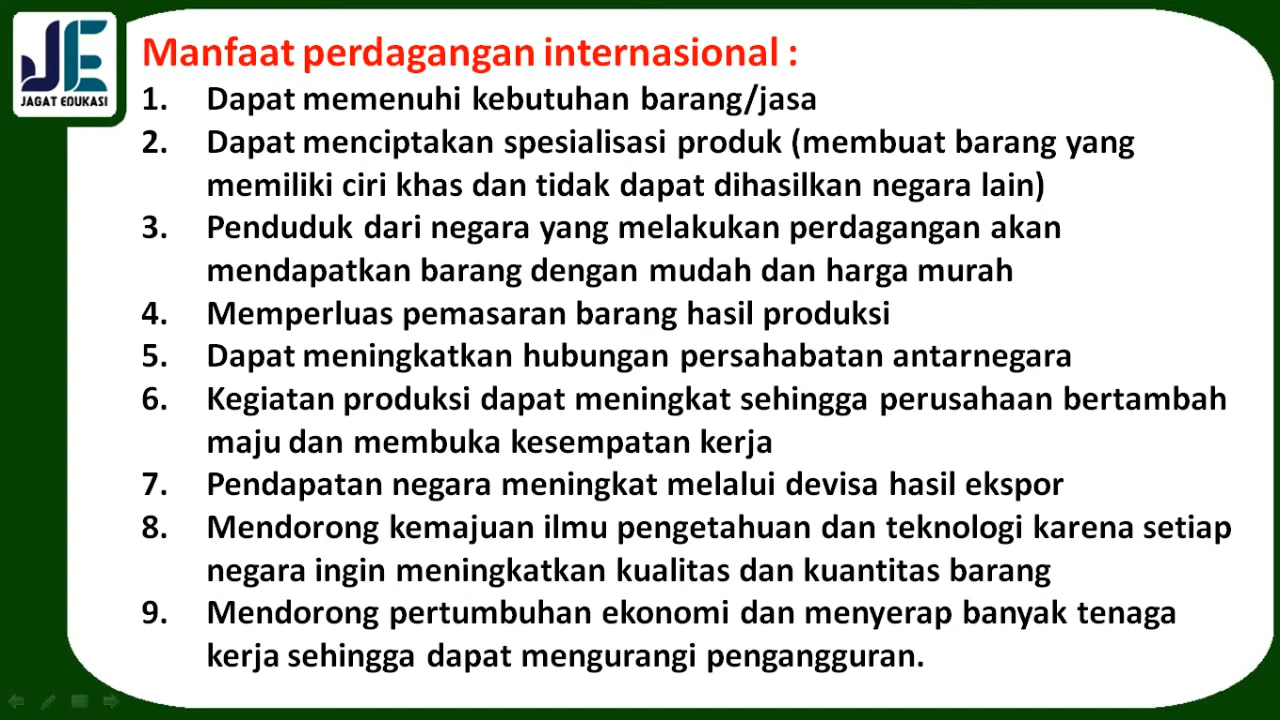 JE
JAGAT EDUKASI
Manfaat perdagangan internasional :
1. Dapat memenuhi kebutuhan barang/jasa
2. Dapat menciptakan spesialisasi produk (membuat barang yang
memiliki ciri khas dan tidak dapat dihasilkan negara lain)
3. Penduduk dari negara yang melakukan perdagangan akan
mendapatkan barang dengan mudah dan harga murah
4. Memperluas pemasaran barang hasil produksi
5. Dapat meningkatkan hubungan persahabatan antarnegara
6. Kegiatan produksi dapat meningkat sehingga perusahaan bertambah
maju dan membuka kesempatan kerja
7. Pendapatan negara meningkat melalui devisa hasil ekspor
8. Mendorong kemajuan ilmu pengetahuan dan teknologi karena setiap
negara ingin meningkatkan kualitas dan kuantitas barang
9. Mendorong pertumbuhan ekonomi dan menyerap banyak tenaga
kerja sehingga dapat mengurangi pengangguran.